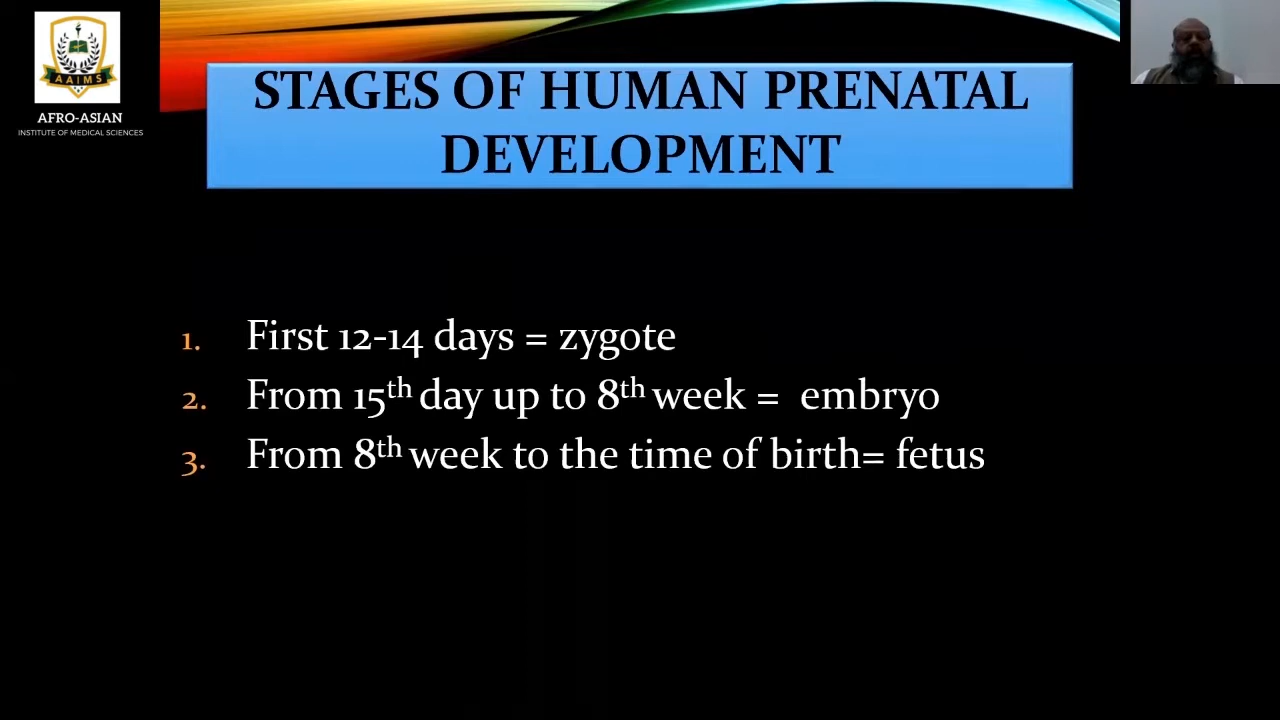 AAIMS
AFRO-ASIAN
INSTITUTE OF MEDICAL SCIENCES
STAGES OF HUMAN PRENATAL
DEVELOPMENT
1. First 12-14 days = zygote
2. From 15th day up to 8th week = embryo
3. From 8th week to the time of birth= fetus